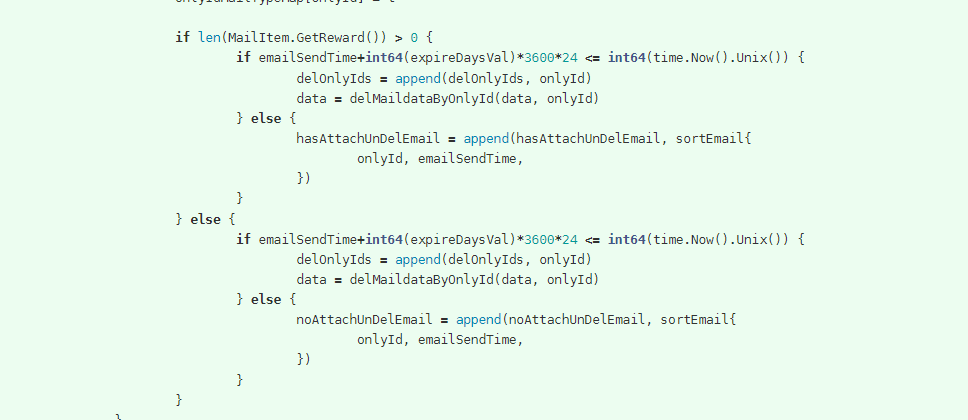 if len(MailItem.GetReward()) > 0 {
if emailSendTime+int64(expireDaysVal)*3600*24 <= int64(time.Now().Unix()) {
delOnlyIds = append(delOnlyIds, onlyId)
data = delMaildataByOnlyId(data, onlyId)
} else {
hasAttachUnDelEmail = append(hasAttachUnDelEmail, sortEmail{
onlyId, emailSendTime,
})
}
} else {
if emailSendTime+int64(expireDaysVal)*3600*24 <= int64(time.Now().Unix()) {
delOnlyIds = append(delOnlyIds, onlyId)
data = delMaildataByOnlyId(data, onlyId)
} else {
noAttachUnDelEmail = append(noAttachUnDelEmail, sortEmail{
onlyId, emailSendTime,
})
}
}
}